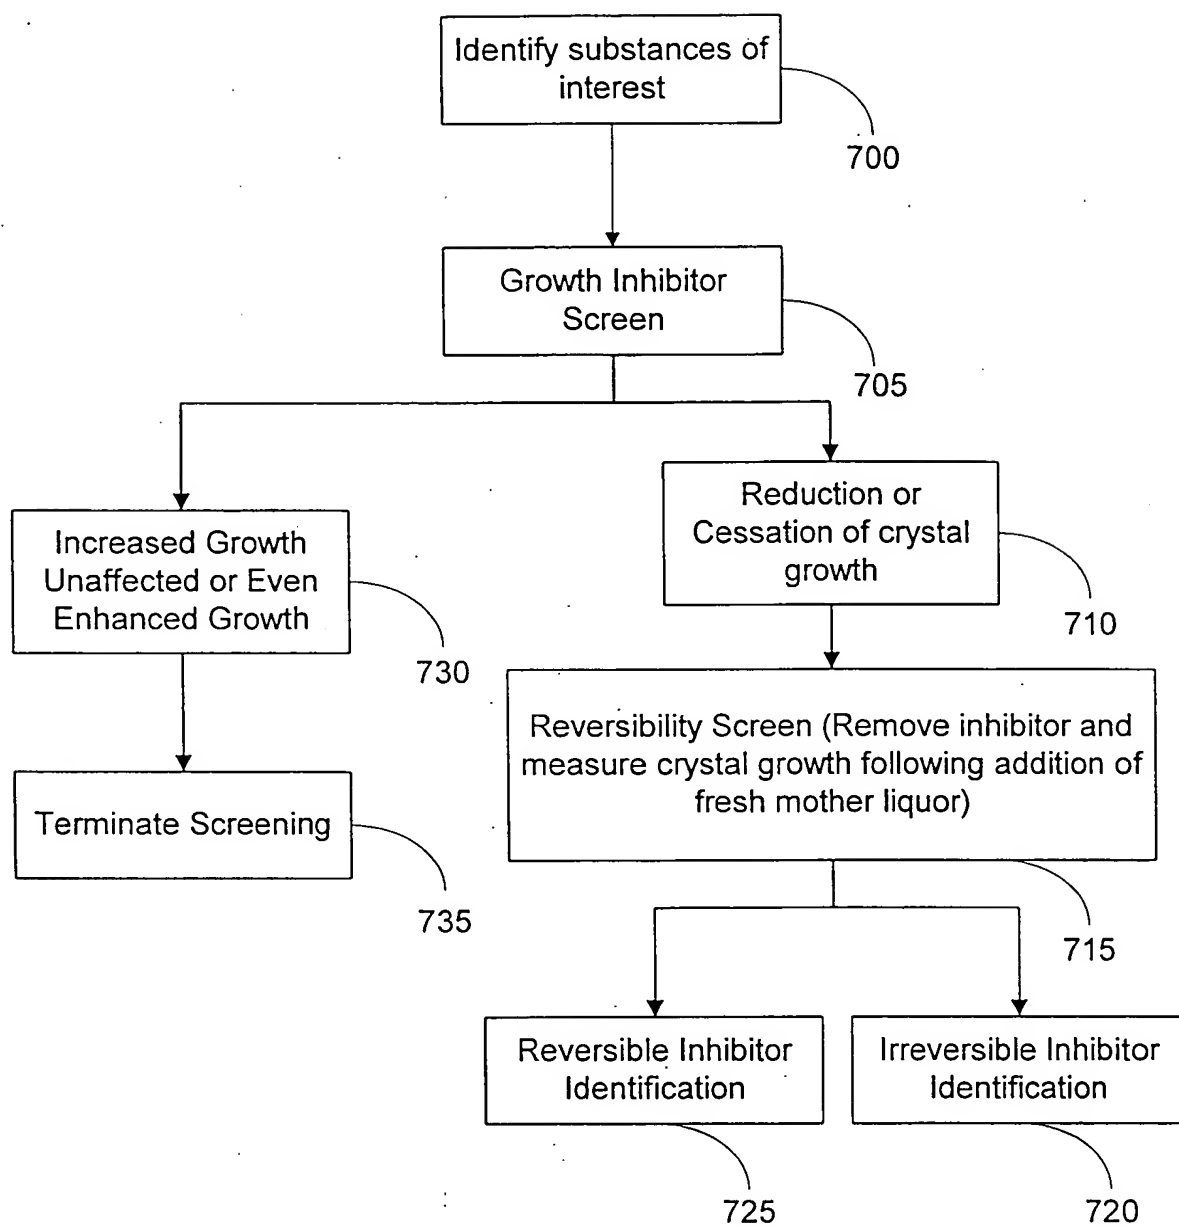 Identify substances of
interest
700
Growth Inhibitor
Screen
705
Increased Growth
Unaffected or Even
Enhanced Growth
730
Terminate Screening
735
Reduction or
Cessation of crystal
growth
710
Reversibility Screen (Remove inhibitor and
measure crystal growth following addition of
fresh mother liquor)
715
Reversible Inhibitor
Identification
725
Irreversible Inhibitor
Identification
720